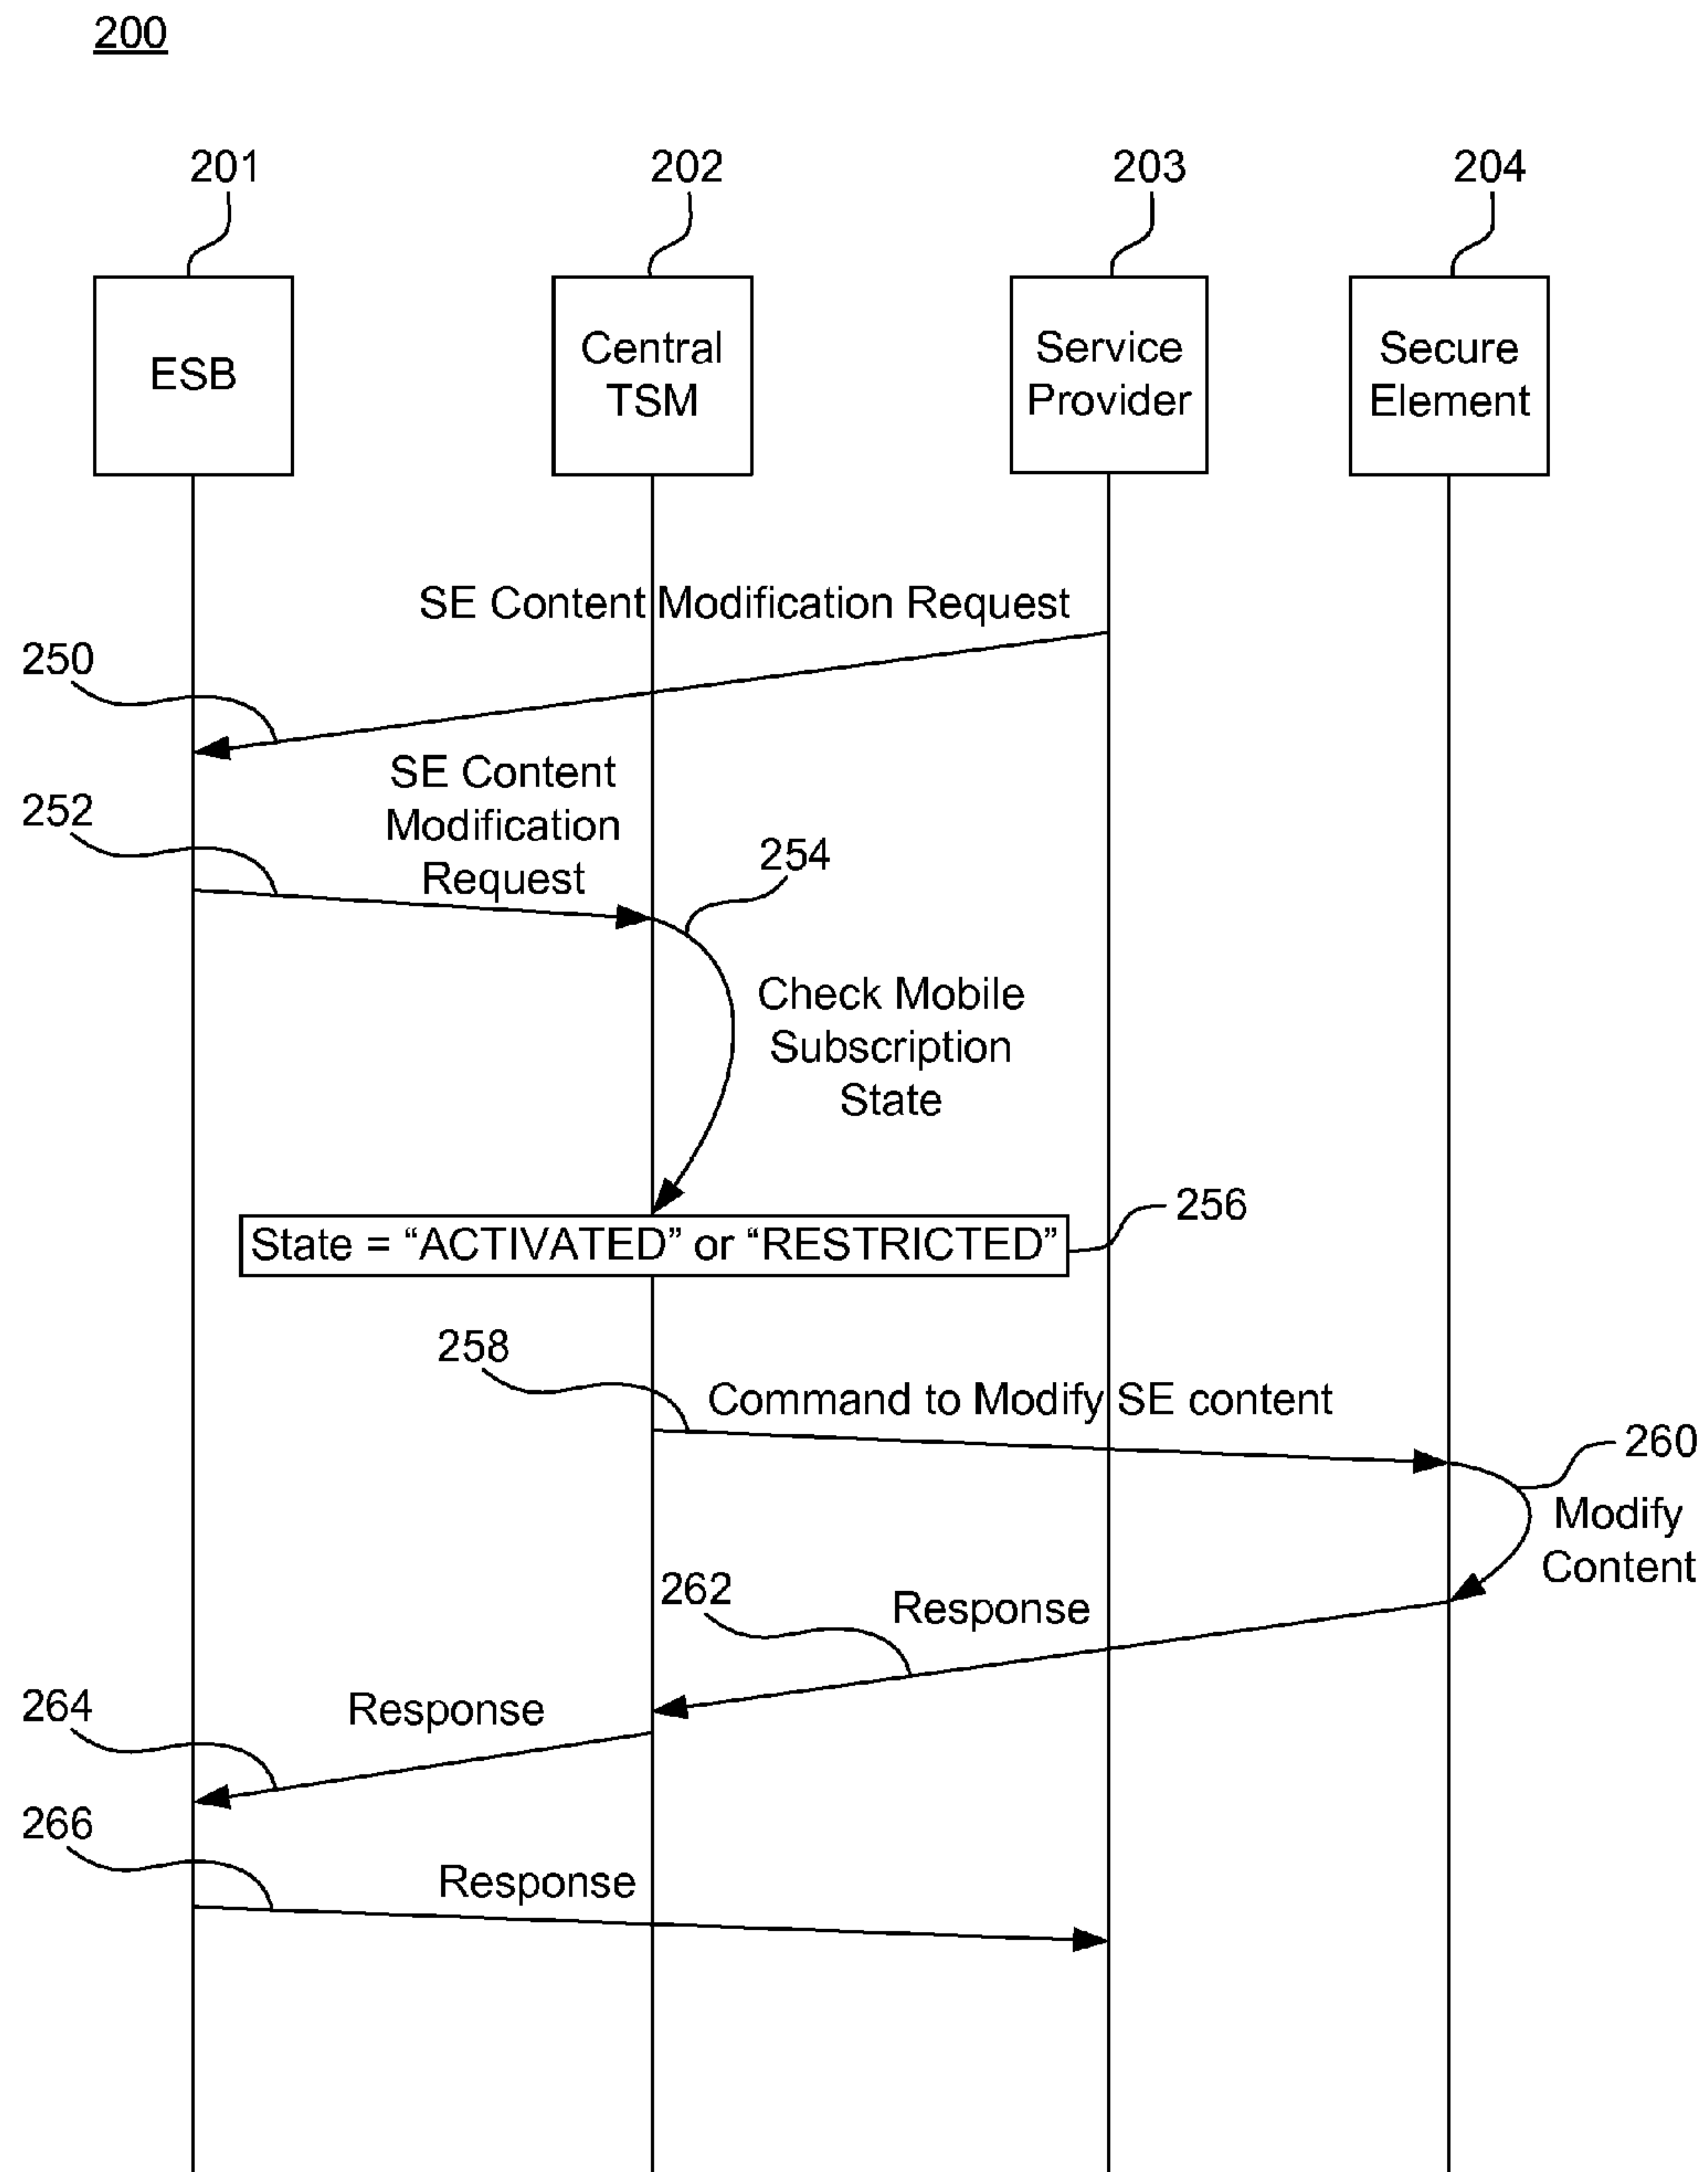 200
201
202
203
204
ESB
Central
TSM
Service
Provider
Secure
Element
SE Content Modification Request
250
SE Content
Modification
Request
252
254
Check Mobile
Subscription
State
State = “ACTIVATED” or “RESTRICTED”
256
258
Command to Modify SE content
260
Modify
Content
262
Response
264
Response
266
Response